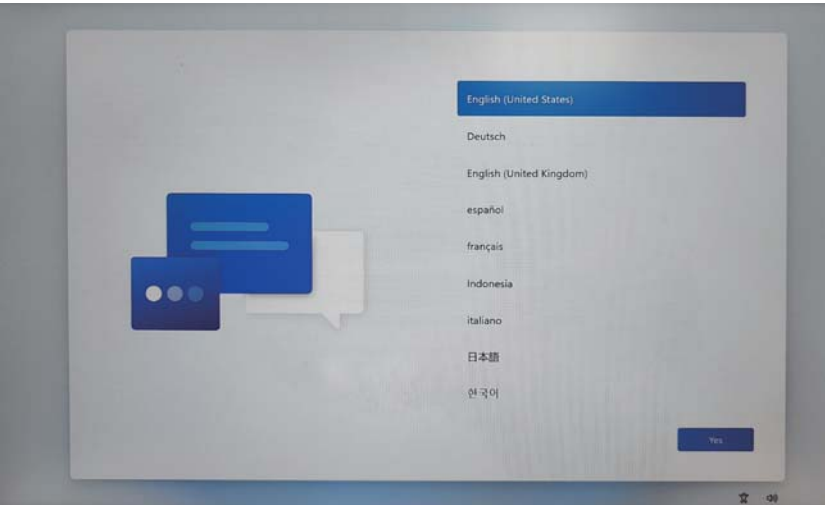 English (United States)
Deutsch
English (United Kingdom)
español
français
Indonesia
italiano
日本語
한국어
Yes